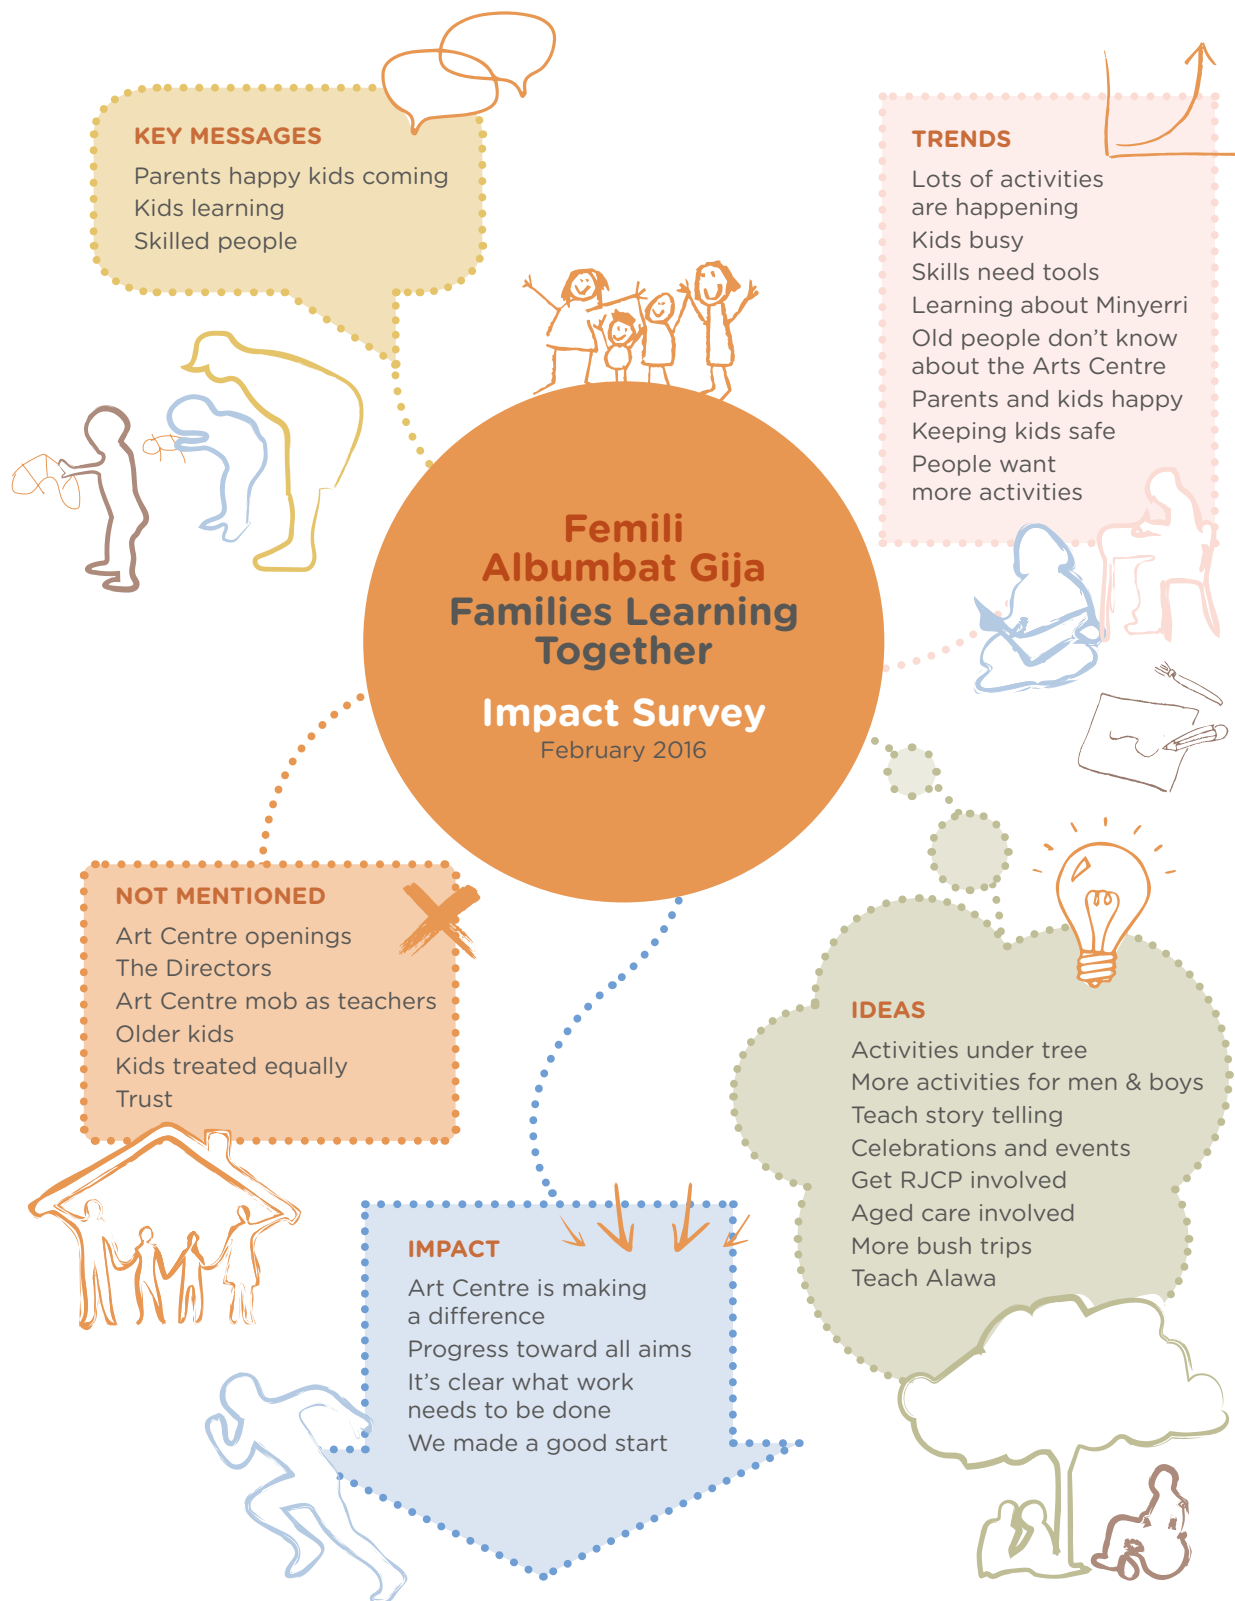 KEY MESSAGES
Parents happy kids coming
Kids learning
Skilled people
TRENDS
Lots of activities
are happening
Kids busy
Skills need tools
Learning about Minyerri
Old people don’t know
about the Arts Centre
Parents and kids happy
Keeping kids safe
People want
more activities
Femili
Albumbat Gija
Families Learning
Together
Impact Survey
February 2016
NOT MENTIONED
Art Centre openings
The Directors
Art Centre mob as teachers
Older kids
Kids treated equally
Trust
IDEAS
Activities under tree
More activities for men & boys
Teach story telling
Celebrations and events
Get RJCP involved
Aged care involved
More bush trips
Teach Alawa
IMPACT
Art Centre is making
a difference
Progress toward all aims
It’s clear what work
needs to be done
We made a good start